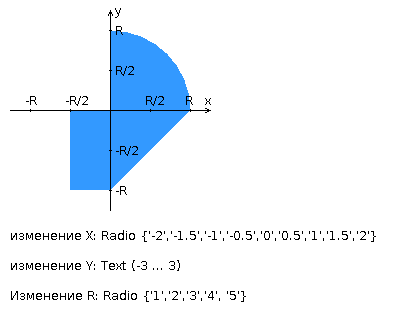 y
R
R/2
-R -R/2 R/2 R x
-R/2
-R
изменение X: Radio {'-2','-1.5','-1','-0.5','0','0.5','1','1.5','2'}
изменение Y: Text (-3 ... 3)
Изменение R: Radio {'1','2','3','4', '5'}